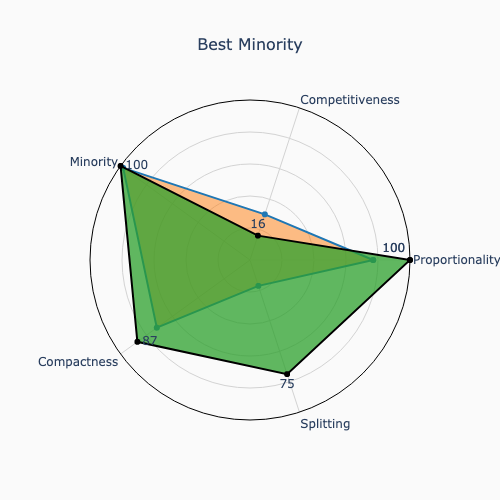 Best Minority
Competitiveness
Minority
100
16
100
Proportionality
87
Compactness
75
Splitting